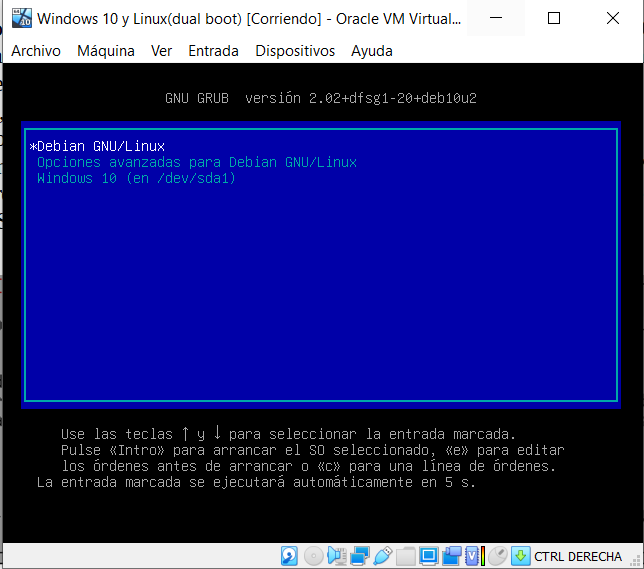 Windows 10 y Linux(dual boot) [Corriendo] - Oracle VM Virtual...
Archivo Máquina Ver Entrada Dispositivos Ayuda
GNU GRUB versión 2.02+dfsg1-20+deb10u2
*Debian GNU/Linux
Opciones avanzadas para Debian GNU/Linux
Windows 10 (en /dev/sda1)
Use las teclas ↑ y ↓ para seleccionar la entrada marcada.
Pulse «Intro» para arrancar el SO seleccionado, «e» para editar
los órdenes antes de arrancar o «c» para una línea de órdenes.
La entrada marcada se ejecutará automáticamente en 5 s.
CTRL DERECHA